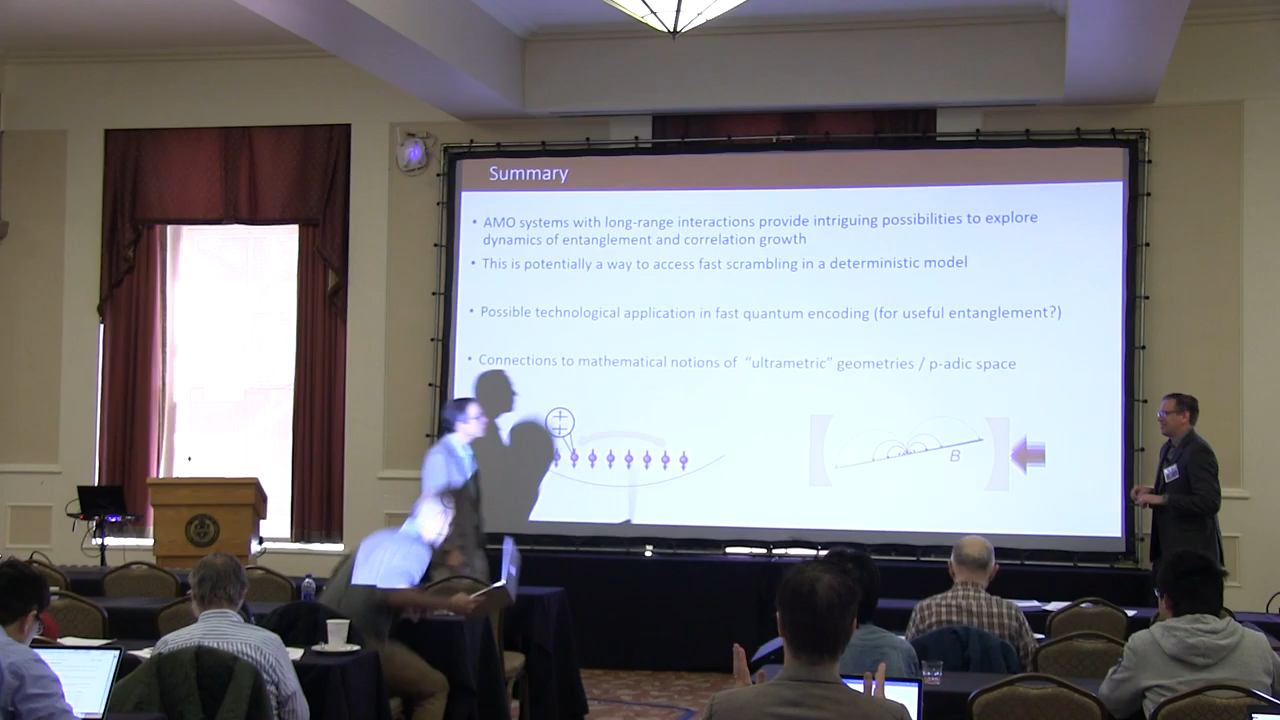 Summary
• AMO systems with long-range interactions provide intriguing possibilities to explore
dynamics of entanglement and correlation growth
• This is potentially a way to access fast scrambling in a deterministic model
• Possible technological application in fast quantum encoding (for useful entanglement?)
• Connections to mathematical notions of "ultrametric" geometries / p-adic space
B